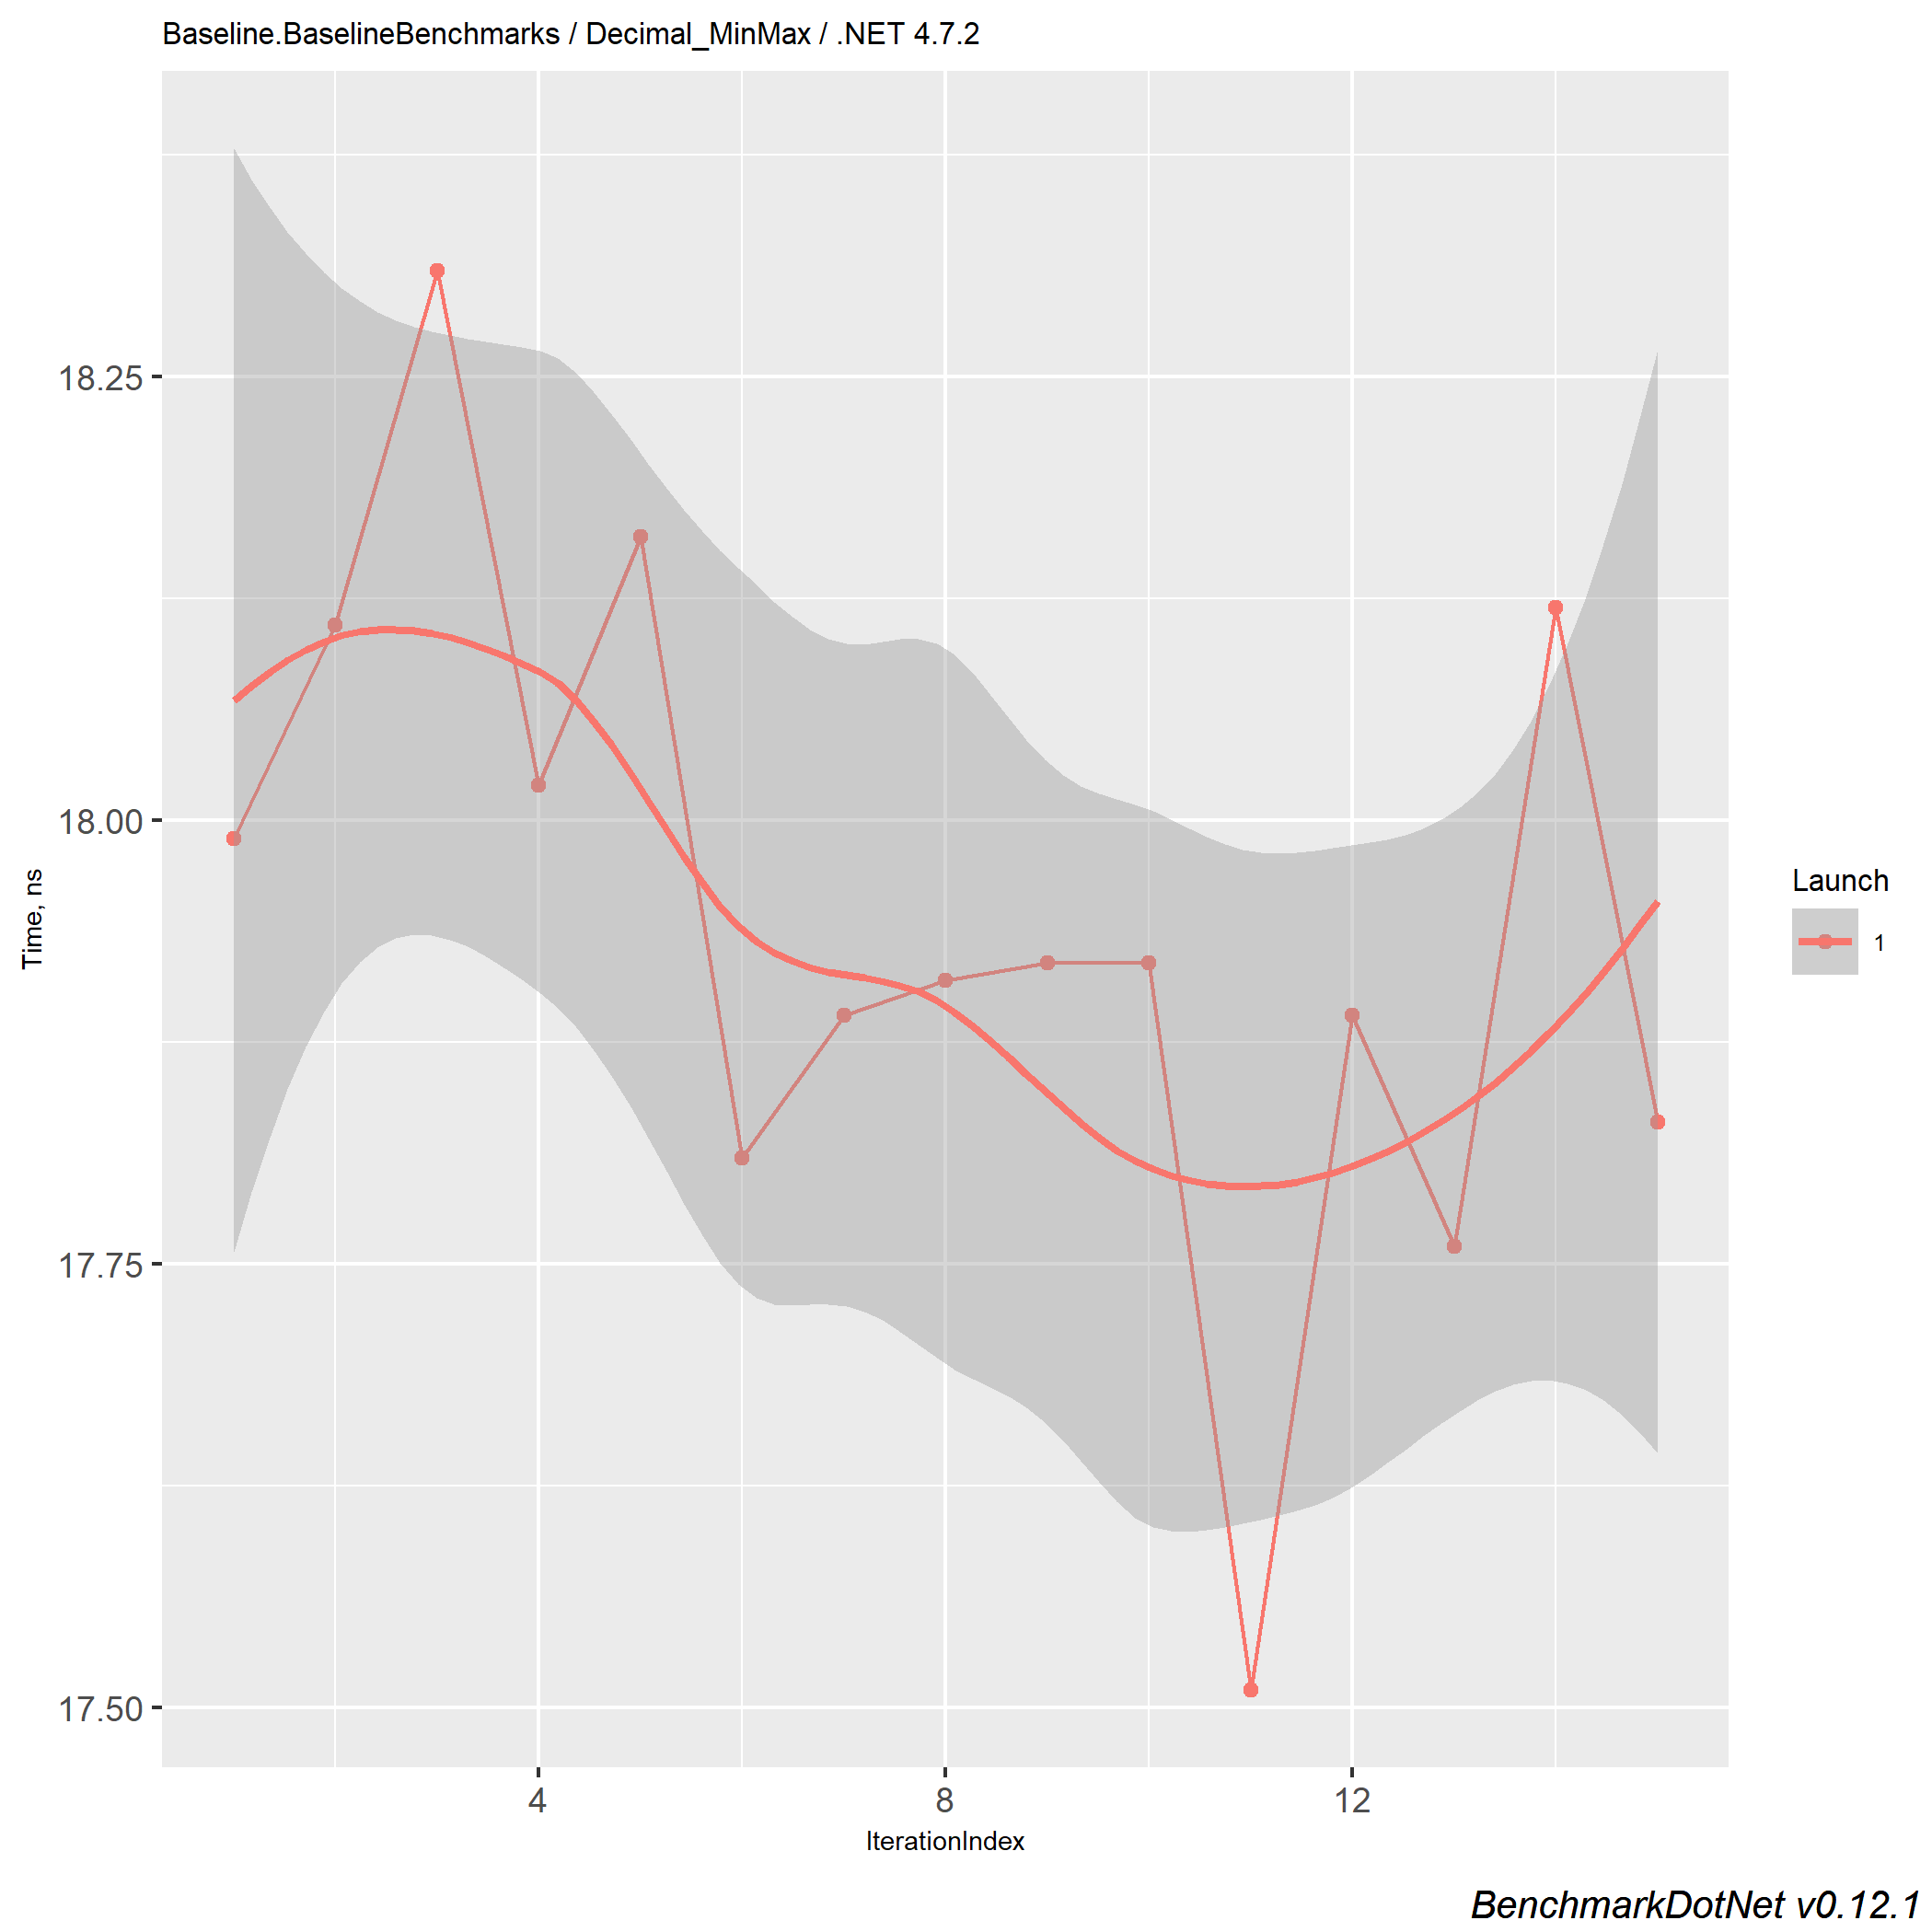 Baseline.BaselineBenchmarks / Decimal_MinMax / .NET 4.7.2
18.25
18.00
17.75
17.50
Time, ns
4 8 12
IterationIndex
Launch
1
BenchmarkDotNet v0.12.1